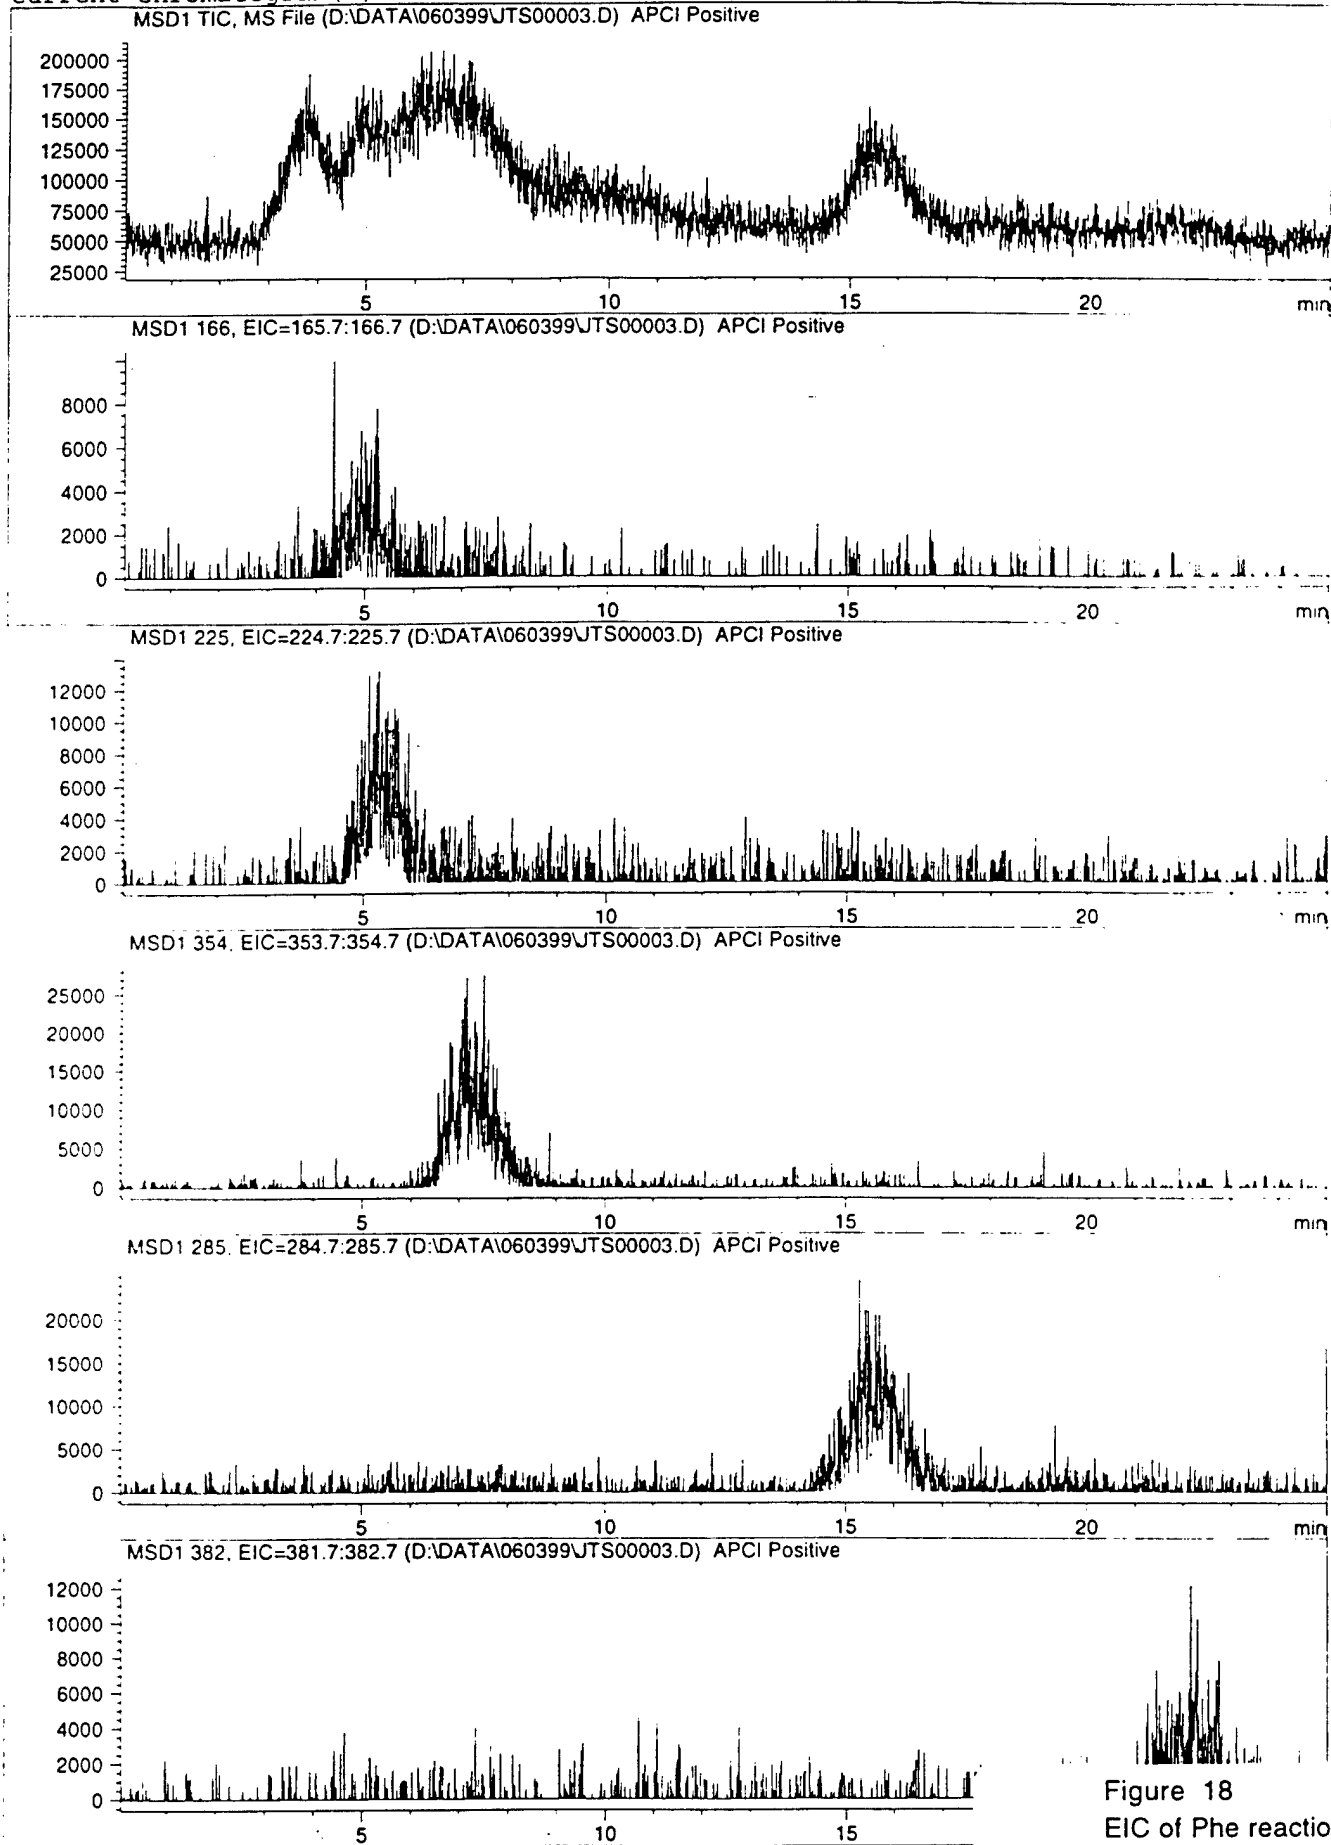 MSD1 TIC, MS File (D:\DATA\060399\JTS00003.D) APCI Positive
200000
175000
150000
125000
100000
75000
50000
25000
5 10 15 20 min
MSD1 166, EIC=165.7:166.7 (D:\DATA\060399\JTS00003.D) APCI Positive
8000
6000
4000
2000
0
5 10 15 20 min
MSD1 225, EIC=224.7:225.7 (D:\DATA\060399\JTS00003.D) APCI Positive
12000
10000
8000
6000
4000
2000
0
5 10 15 20 min
MSD1 354, EIC=353.7:354.7 (D:\DATA\060399\JTS00003.D) APCI Positive
25000
20000
15000
10000
5000
0
5 10 15 20 min
MSD1 285, EIC=284.7:285.7 (D:\DATA\060399\JTS00003.D) APCI Positive
20000
15000
10000
5000
0
5 10 15 20 min
MSD1 382, EIC=381.7:382.7 (D:\DATA\060399\JTS00003.D) APCI Positive
12000
10000
8000
6000
4000
2000
0
5 10 15
Figure 18
EIC of Phe reactio